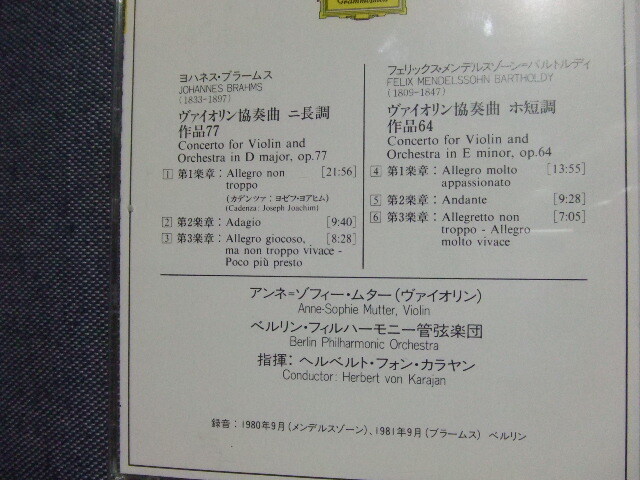 Grammophon
ヨハネス・ブラームス
JOHANNES BRAHMS
(1833-1897)
ヴァイオリン協奏曲 ニ長調
作品77
Concerto for Violin and
Orchestra in D major, op.77
1 第1楽章: Allegro non [21:56]
troppo
(カデンツァ: ヨゼフ・ヨアヒム)
(Cadenza: Joseph Joachim)
2 第2楽章: Adagio [9:40]
3 第3楽章: Allegro giocoso, [8:28]
ma non troppo vivace -
Poco più presto
フェリックス・メンデルスゾーン=バルトルディ
FELIX MENDELSSOHN BARTHOLDY
(1809-1847)
ヴァイオリン協奏曲 ホ短調
作品64
Concerto for Violin and
Orchestra in E minor, op.64
4 第1楽章: Allegro molto [13:55]
appassionato
5 第2楽章: Andante [9:28]
6 第3楽章: Allegretto non [7:05]
troppo - Allegro
molto vivace
アンネ=ゾフィー・ムター(ヴァイオリン)
Anne-Sophie Mutter, Violin
ベルリン・フィルハーモニー管弦楽団
Berlin Philharmonic Orchestra
指揮: ヘルベルト・フォン・カラヤン
Conductor: Herbert von Karajan
録音: 1980年9月(メンデルスゾーン)、1981年9月(ブラームス) ベルリン